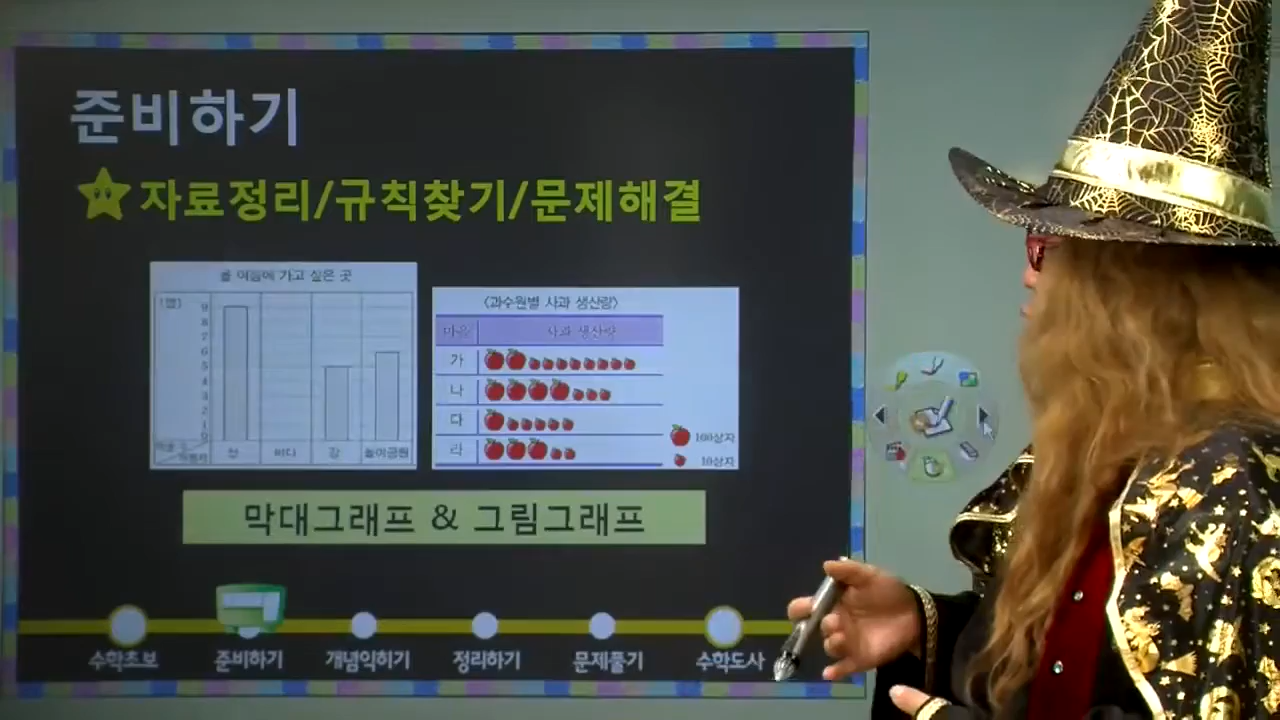 준비하기
자료정리/규칙찾기/문제해결
올 여름에 가고 싶은 곳
(명)
9
8
7
6
5
4
3
2
1
0
산 바다 강 놀이공원
<과수원별 사과 생산량>
마을 사과 생산량
가
나
다
라
100상자
10상자
막대그래프 & 그림그래프
수학초보 준비하기 개념익히기 정리하기 문제풀기 수학도사